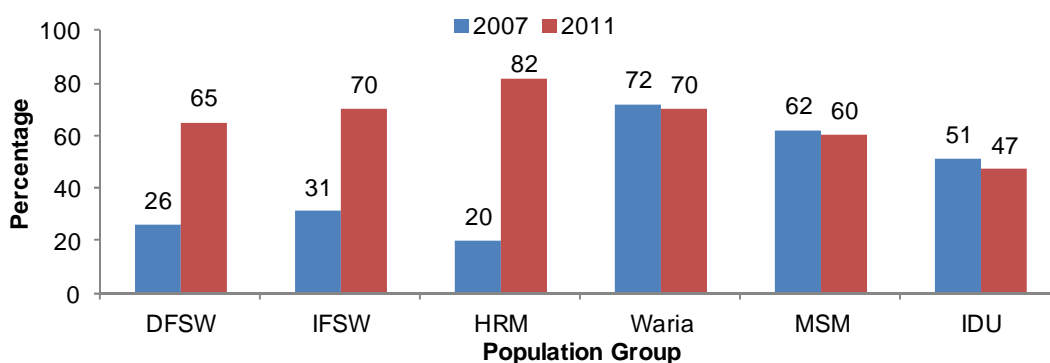 2007 2011
100
80
60
40
20
0
Percentage
26 65 31 70 20 82 72 70 62 60 51 47
DFSW IFSW HRM Waria MSM IDU
Population Group